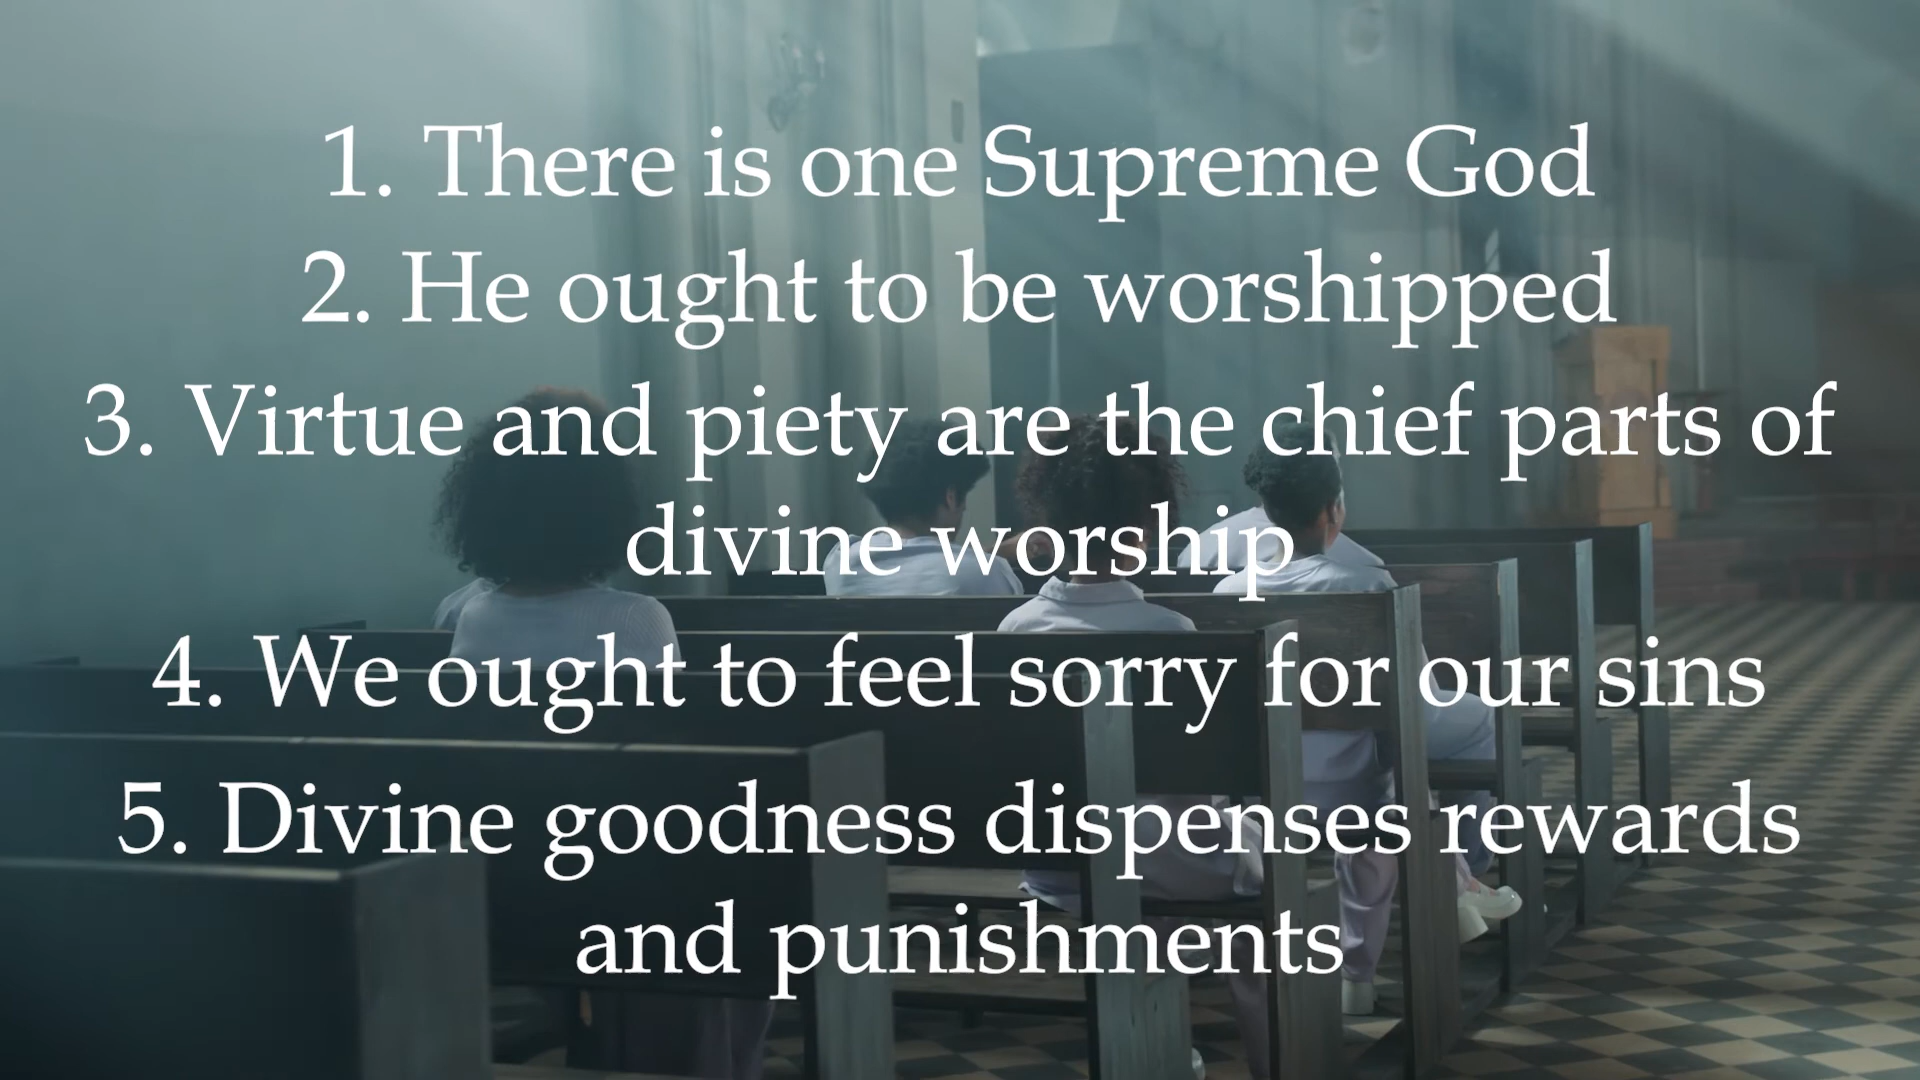 1. There is one Supreme God
2. He ought to be worshipped
3. Virtue and piety are the chief parts of
divine worship
4. We ought to feel sorry for our sins
5. Divine goodness dispenses rewards
and punishments